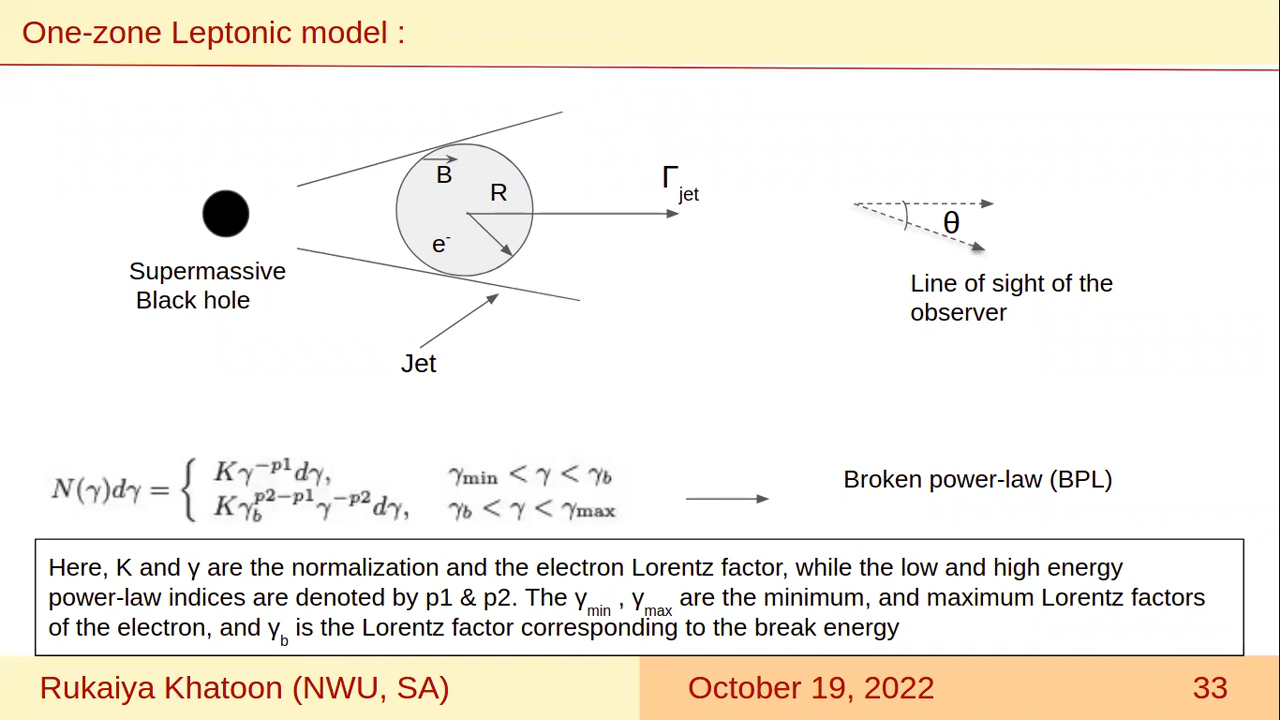 One-zone Leptonic model :
B
R
e-
Γjet
θ
Supermassive
Black hole
Line of sight of the
observer
Jet
N(γ)dγ = { Kγ^{-p1}dγ, γmin < γ < γb
Kγ_b^{p2-p1}γ^{-p2}dγ, γb < γ < γmax
Broken power-law (BPL)
Here, K and γ are the normalization and the electron Lorentz factor, while the low and high energy
power-law indices are denoted by p1 & p2. The γmin , γmax are the minimum, and maximum Lorentz factors
of the electron, and γb is the Lorentz factor corresponding to the break energy
Rukaiya Khatoon (NWU, SA)
October 19, 2022
33